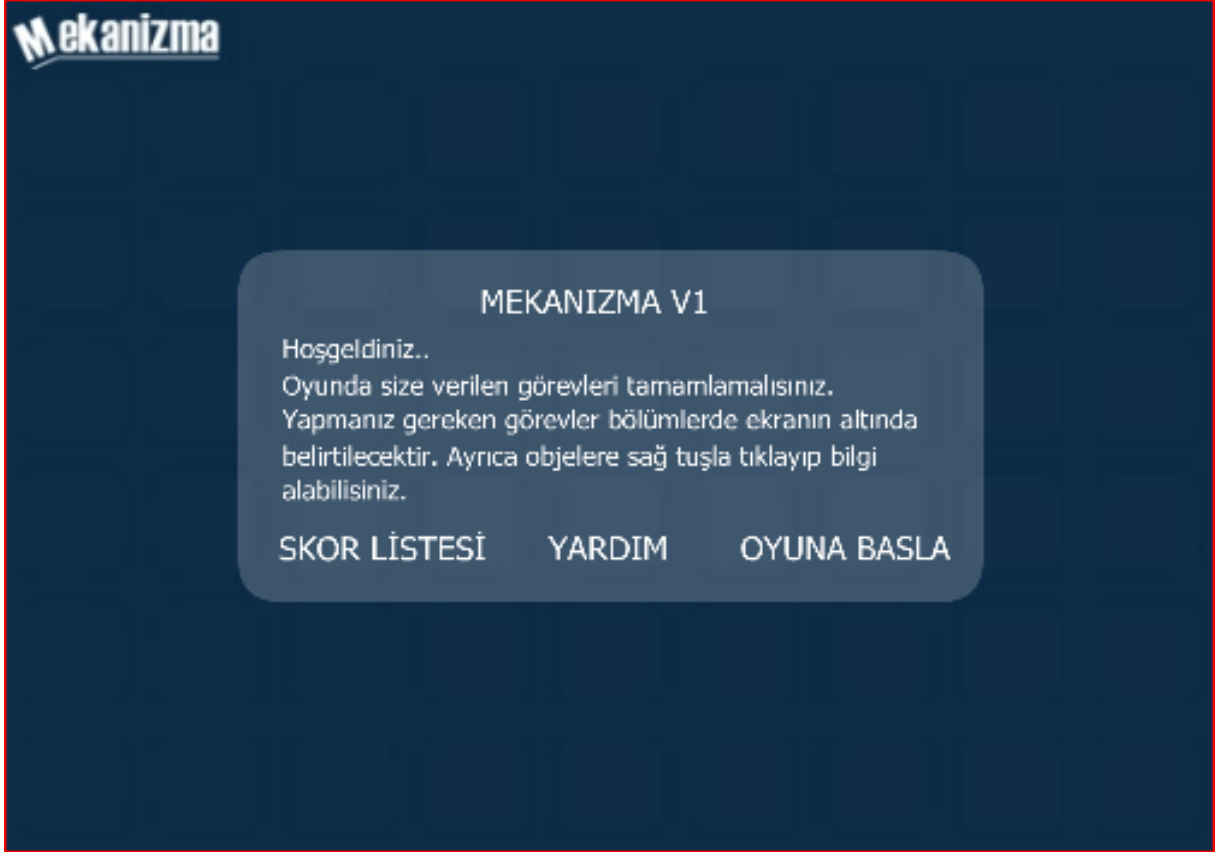 Mekanizma
MEKANIZMA V1
Hoşgeldiniz..
Oyunda size verilen görevleri tamamlamalısınız.
Yapmanız gereken görevler bölümlerde ekranın altında
belirtilecektir. Ayrıca objelere sağ tuşla tıklayıp bilgi
alabilisiniz.
SKOR LİSTESİ YARDIM OYUNA BASLA